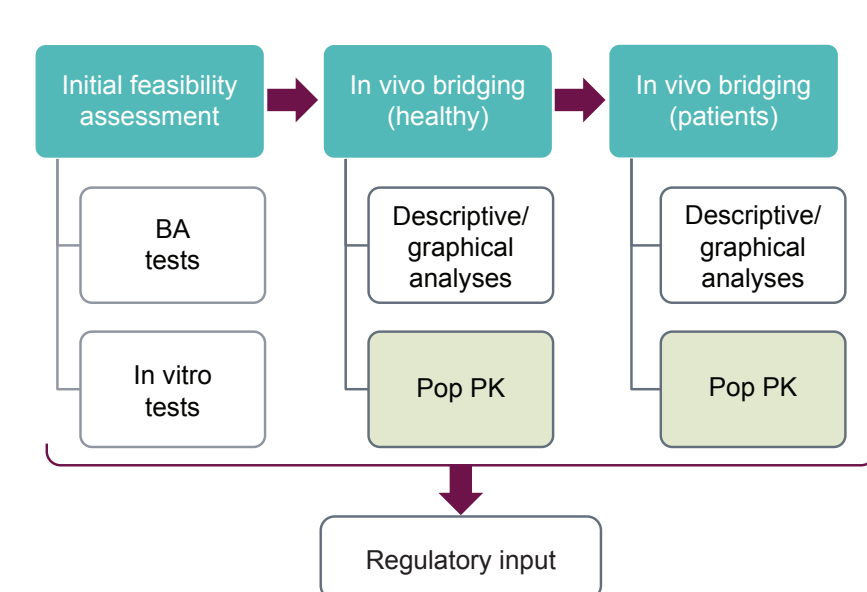 Initial feasibility
assessment
In vivo bridging
(healthy)
In vivo bridging
(patients)
BA
tests
Descriptive/
graphical
analyses
Descriptive/
graphical
analyses
In vitro
tests
Pop PK
Pop PK
Regulatory input